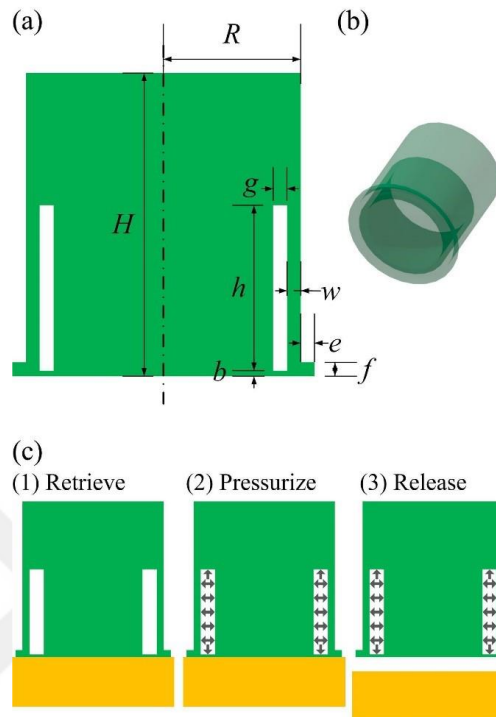 (a)
R
(b)
g
H
h
w
e
b
f
(c)
(1) Retrieve
(2) Pressurize
(3) Release